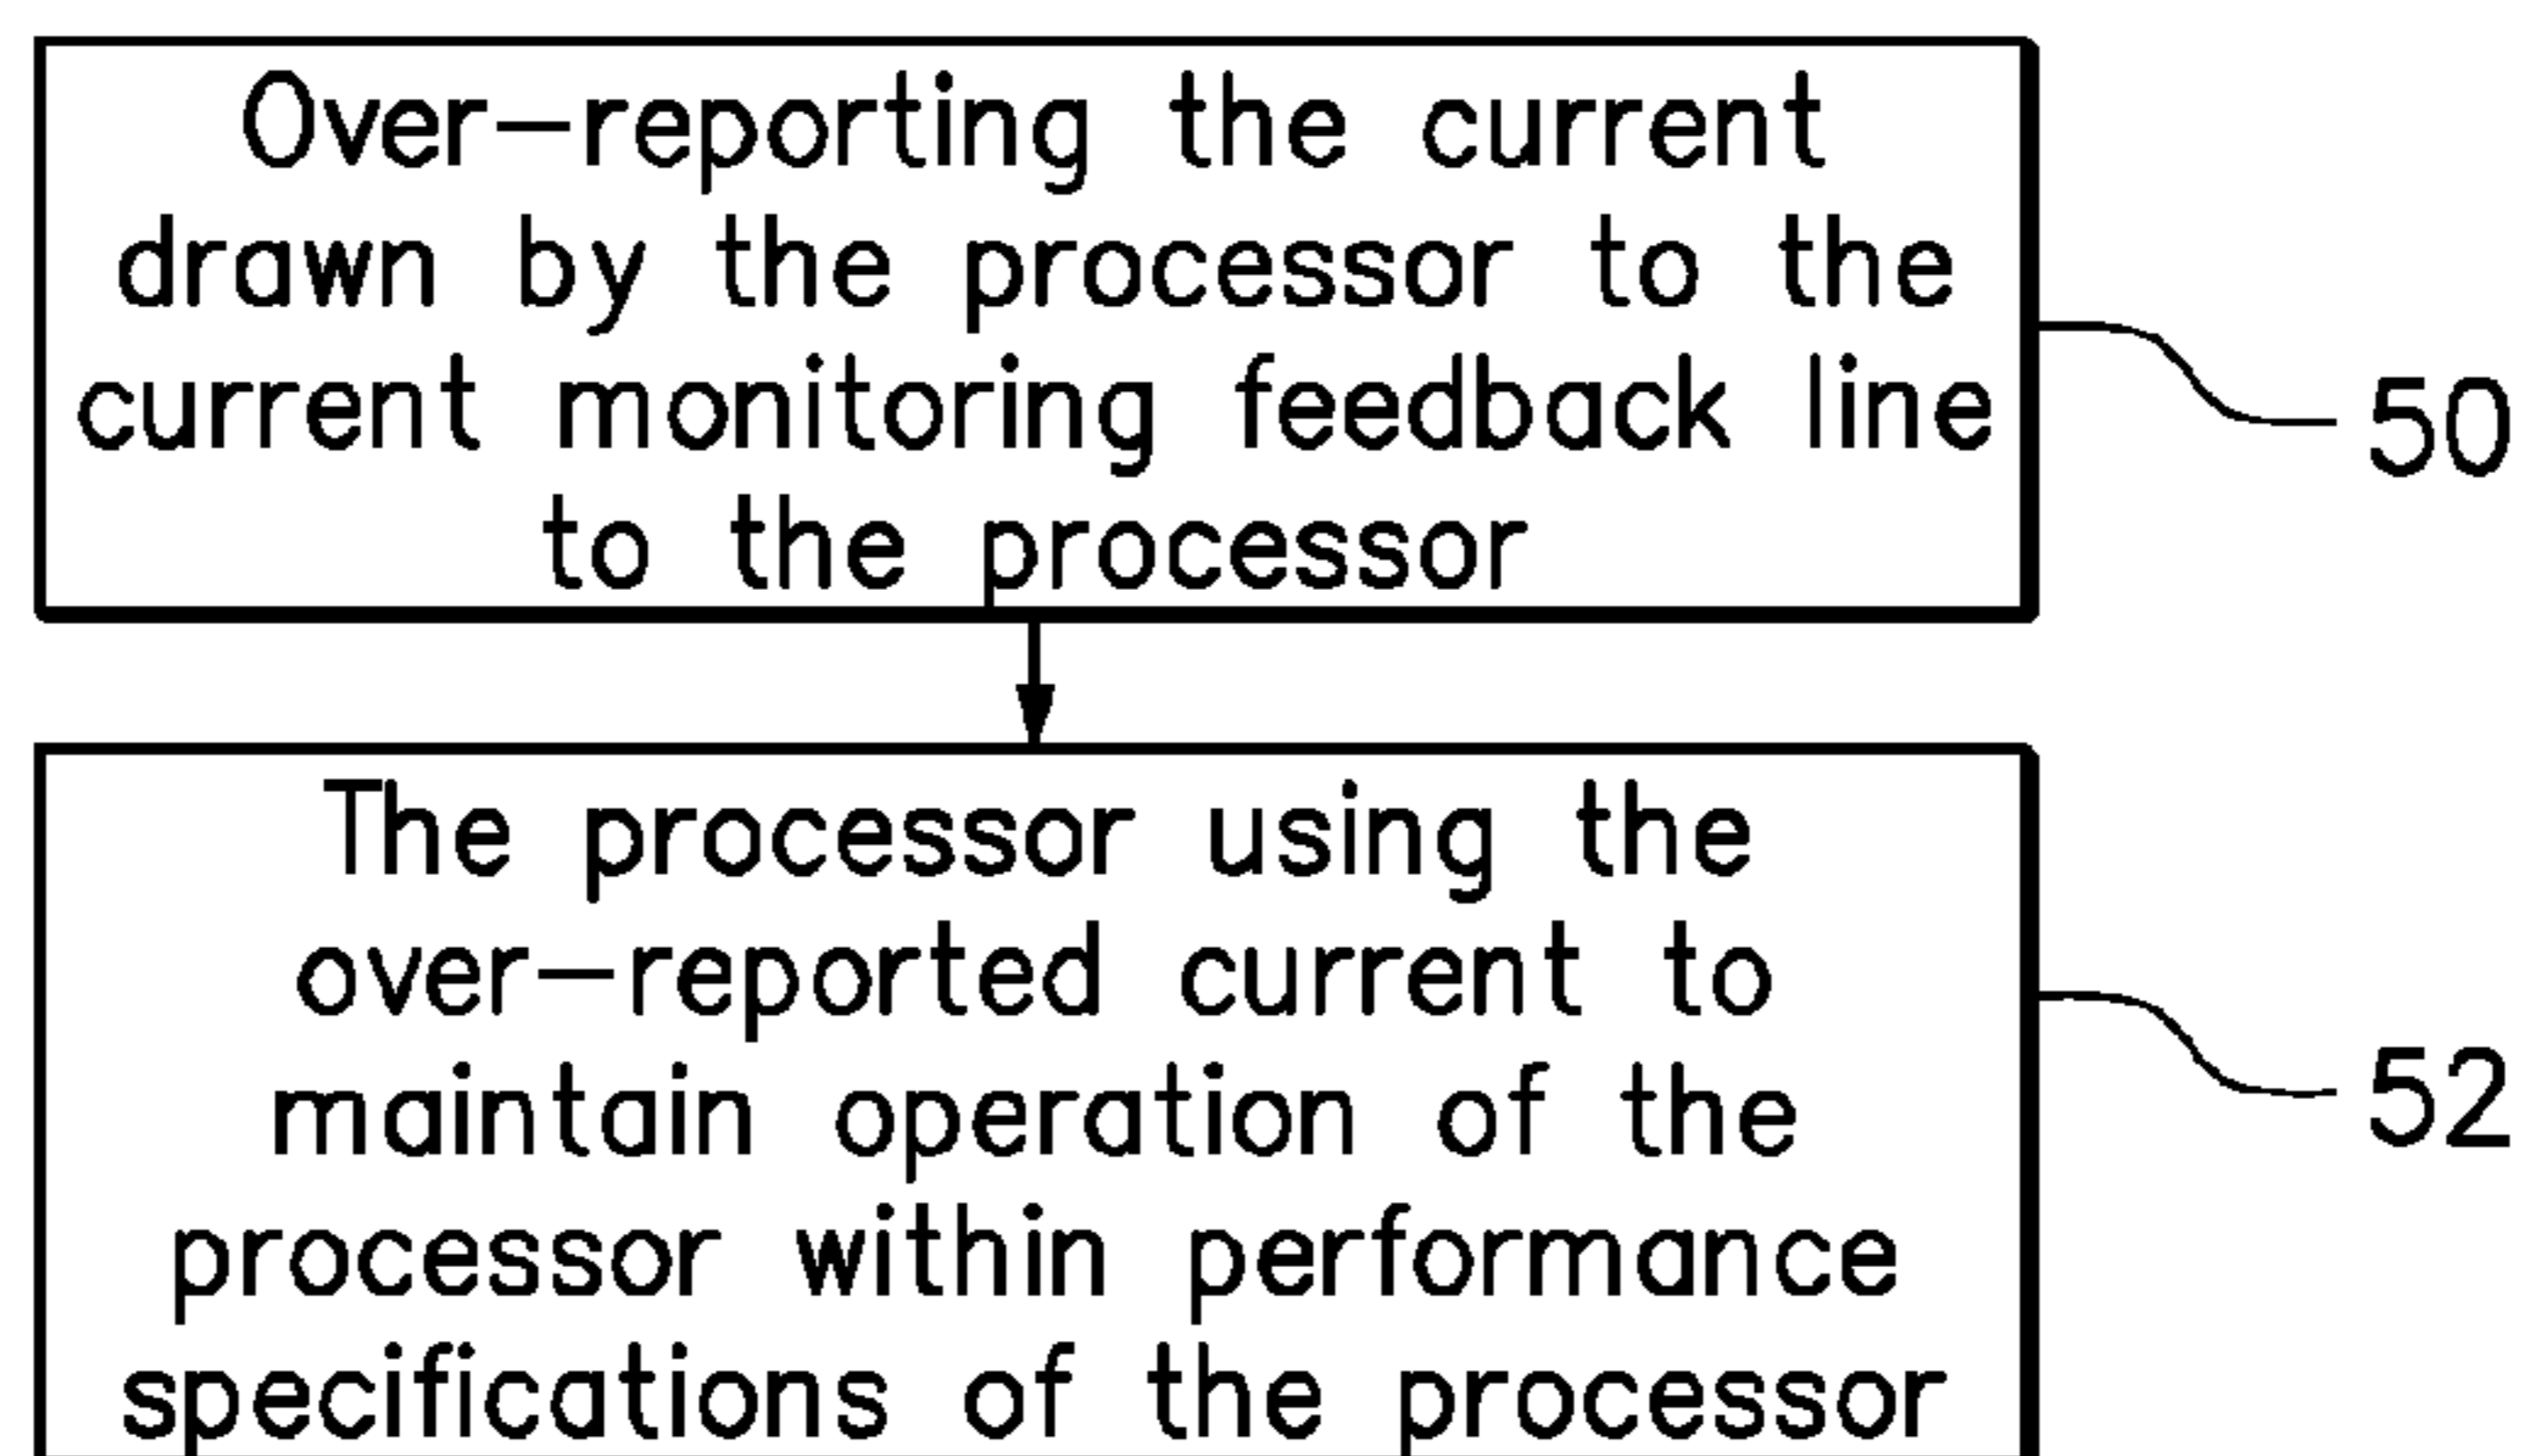 Over-reporting the current
drawn by the processor to the
current monitoring feedback line
to the processor
50
The processor using the
over-reported current to
maintain operation of the
processor within performance
specifications of the processor
52